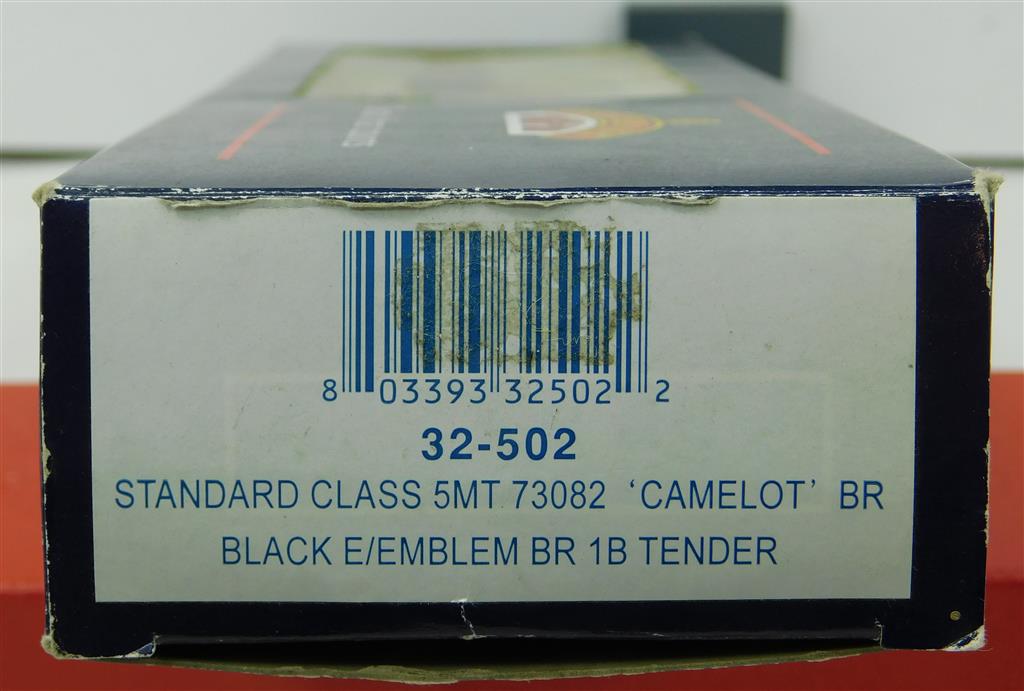 8 03393 32502 2
32-502
STANDARD CLASS 5MT 73082 ‘CAMELOT’ BR
BLACK E/EMBLEM BR 1B TENDER